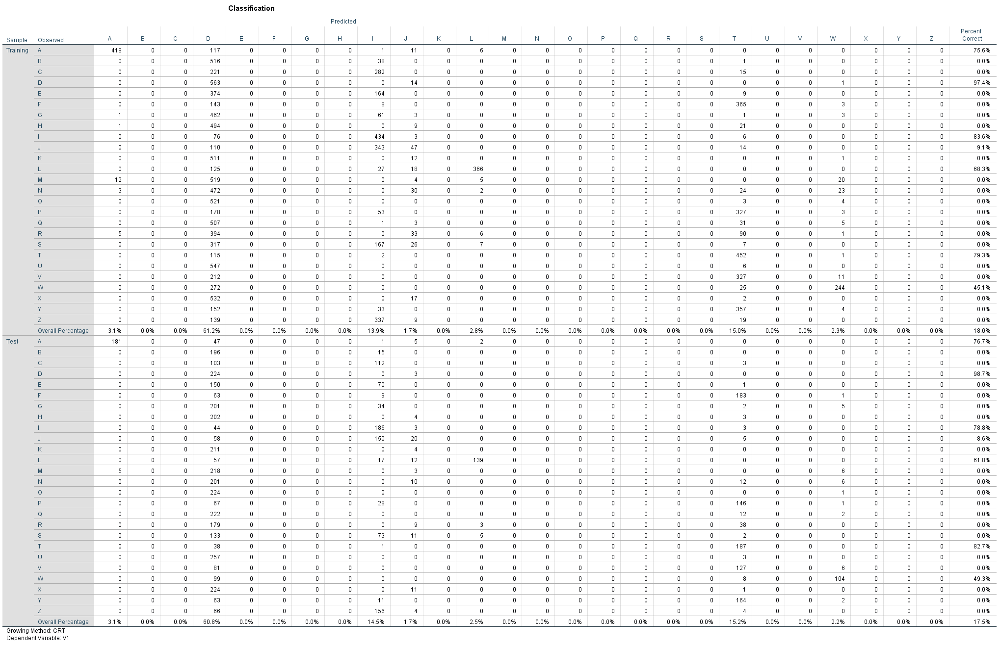 Classification
Predicted
Sample Observed A B C D E F G H I J K L M N O P Q R S T U V W X Y Z Percent Correct
Training A 418 0 0 117 0 0 0 0 1 11 0 6 0 0 0 0 0 0 0 0 0 0 0 0 0 0 75.6%
B 0 0 0 516 0 0 0 0 38 0 0 0 0 0 0 0 0 0 0 1 0 0 0 0 0 0 0.0%
C 0 0 0 221 0 0 0 0 282 0 0 0 0 0 0 0 0 0 0 15 0 0 0 0 0 0 0.0%
D 0 0 0 563 0 0 0 0 0 14 0 0 0 0 0 0 0 0 0 0 0 0 1 0 0 0 97.4%
E 0 0 0 374 0 0 0 0 164 0 0 0 0 0 0 0 0 0 0 9 0 0 0 0 0 0 0.0%
F 0 0 0 143 0 0 0 0 8 0 0 0 0 0 0 0 0 0 0 365 0 0 3 0 0 0 0.0%
G 1 0 0 462 0 0 0 0 61 3 0 0 0 0 0 0 0 0 0 1 0 0 3 0 0 0 0.0%
H 1 0 0 494 0 0 0 0 0 9 0 0 0 0 0 0 0 0 0 21 0 0 0 0 0 0 0.0%
I 0 0 0 76 0 0 0 0 434 3 0 0 0 0 0 0 0 0 0 6 0 0 0 0 0 0 83.6%
J 0 0 0 110 0 0 0 0 343 47 0 0 0 0 0 0 0 0 0 14 0 0 0 0 0 0 9.1%
K 0 0 0 511 0 0 0 0 0 12 0 0 0 0 0 0 0 0 0 0 0 0 1 0 0 0 0.0%
L 0 0 0 125 0 0 0 0 27 18 0 366 0 0 0 0 0 0 0 0 0 0 0 0 0 0 68.3%
M 12 0 0 519 0 0 0 0 0 4 0 5 0 0 0 0 0 0 0 0 0 0 20 0 0 0 0.0%
N 3 0 0 472 0 0 0 0 0 30 0 2 0 0 0 0 0 0 0 24 0 0 23 0 0 0 0.0%
O 0 0 0 521 0 0 0 0 0 0 0 0 0 0 0 0 0 0 0 3 0 0 4 0 0 0 0.0%
P 0 0 0 178 0 0 0 0 53 0 0 0 0 0 0 0 0 0 0 327 0 0 3 0 0 0 0.0%
Q 0 0 0 507 0 0 0 0 1 3 0 0 0 0 0 0 0 0 0 31 0 0 5 0 0 0 0.0%
R 5 0 0 394 0 0 0 0 0 33 0 6 0 0 0 0 0 0 0 90 0 0 1 0 0 0 0.0%
S 0 0 0 317 0 0 0 0 167 26 0 7 0 0 0 0 0 0 0 7 0 0 0 0 0 0 0.0%
T 0 0 0 115 0 0 0 0 2 0 0 0 0 0 0 0 0 0 0 452 0 0 1 0 0 0 79.3%
U 0 0 0 547 0 0 0 0 0 0 0 0 0 0 0 0 0 0 0 6 0 0 0 0 0 0 0.0%
V 0 0 0 212 0 0 0 0 0 0 0 0 0 0 0 0 0 0 0 327 0 0 11 0 0 0 0.0%
W 0 0 0 272 0 0 0 0 0 0 0 0 0 0 0 0 0 0 0 25 0 0 244 0 0 0 45.1%
X 0 0 0 532 0 0 0 0 0 17 0 0 0 0 0 0 0 0 0 2 0 0 0 0 0 0 0.0%
Y 0 0 0 152 0 0 0 0 33 0 0 0 0 0 0 0 0 0 0 357 0 0 4 0 0 0 0.0%
Z 0 0 0 139 0 0 0 0 337 9 0 0 0 0 0 0 0 0 0 19 0 0 0 0 0 0 0.0%
Overall Percentage 3.1% 0.0% 0.0% 61.2% 0.0% 0.0% 0.0% 0.0% 13.9% 1.7% 0.0% 2.8% 0.0% 0.0% 0.0% 0.0% 0.0% 0.0% 0.0% 15.0% 0.0% 0.0% 2.3% 0.0% 0.0% 0.0% 18.0%
Test A 181 0 0 47 0 0 0 0 1 5 0 2 0 0 0 0 0 0 0 0 0 0 0 0 0 0 76.7%
B 0 0 0 196 0 0 0 0 15 0 0 0 0 0 0 0 0 0 0 0 0 0 0 0 0 0 0.0%
C 0 0 0 103 0 0 0 0 112 0 0 0 0 0 0 0 0 0 0 3 0 0 0 0 0 0 0.0%
D 0 0 0 224 0 0 0 0 0 3 0 0 0 0 0 0 0 0 0 0 0 0 0 0 0 0 98.7%
E 0 0 0 150 0 0 0 0 70 0 0 0 0 0 0 0 0 0 0 1 0 0 0 0 0 0 0.0%
F 0 0 0 63 0 0 0 0 9 0 0 0 0 0 0 0 0 0 0 183 0 0 1 0 0 0 0.0%
G 0 0 0 201 0 0 0 0 34 0 0 0 0 0 0 0 0 0 0 2 0 0 5 0 0 0 0.0%
H 0 0 0 202 0 0 0 0 0 4 0 0 0 0 0 0 0 0 0 3 0 0 0 0 0 0 0.0%
I 0 0 0 44 0 0 0 0 186 3 0 0 0 0 0 0 0 0 0 3 0 0 0 0 0 0 78.8%
J 0 0 0 58 0 0 0 0 150 20 0 0 0 0 0 0 0 0 0 5 0 0 0 0 0 0 8.6%
K 0 0 0 211 0 0 0 0 0 4 0 0 0 0 0 0 0 0 0 0 0 0 0 0 0 0 0.0%
L 0 0 0 57 0 0 0 0 17 12 0 139 0 0 0 0 0 0 0 0 0 0 0 0 0 0 61.8%
M 5 0 0 218 0 0 0 0 0 3 0 0 0 0 0 0 0 0 0 0 0 0 6 0 0 0 0.0%
N 0 0 0 201 0 0 0 0 0 10 0 0 0 0 0 0 0 0 0 12 0 0 6 0 0 0 0.0%
O 0 0 0 224 0 0 0 0 0 0 0 0 0 0 0 0 0 0 0 0 0 0 1 0 0 0 0.0%
P 0 0 0 67 0 0 0 0 28 0 0 0 0 0 0 0 0 0 0 146 0 0 1 0 0 0 0.0%
Q 0 0 0 222 0 0 0 0 0 0 0 0 0 0 0 0 0 0 0 12 0 0 2 0 0 0 0.0%
R 0 0 0 179 0 0 0 0 0 9 0 3 0 0 0 0 0 0 0 38 0 0 0 0 0 0 0.0%
S 0 0 0 133 0 0 0 0 73 11 0 5 0 0 0 0 0 0 0 2 0 0 0 0 0 0 0.0%
T 0 0 0 38 0 0 0 0 1 0 0 0 0 0 0 0 0 0 0 187 0 0 0 0 0 0 82.7%
U 0 0 0 257 0 0 0 0 0 0 0 0 0 0 0 0 0 0 0 3 0 0 0 0 0 0 0.0%
V 0 0 0 81 0 0 0 0 0 0 0 0 0 0 0 0 0 0 0 127 0 0 6 0 0 0 0.0%
W 0 0 0 99 0 0 0 0 0 0 0 0 0 0 0 0 0 0 0 8 0 0 104 0 0 0 49.3%
X 0 0 0 224 0 0 0 0 0 11 0 0 0 0 0 0 0 0 0 1 0 0 0 0 0 0 0.0%
Y 0 0 0 63 0 0 0 0 11 0 0 0 0 0 0 0 0 0 0 164 0 0 2 0 0 0 0.0%
Z 0 0 0 66 0 0 0 0 156 4 0 0 0 0 0 0 0 0 0 4 0 0 0 0 0 0 0.0%
Overall Percentage 3.1% 0.0% 0.0% 60.8% 0.0% 0.0% 0.0% 0.0% 14.5% 1.7% 0.0% 2.5% 0.0% 0.0% 0.0% 0.0% 0.0% 0.0% 0.0% 15.2% 0.0% 0.0% 2.2% 0.0% 0.0% 0.0% 17.5%
Growing Method: CRT
Dependent Variable: V1